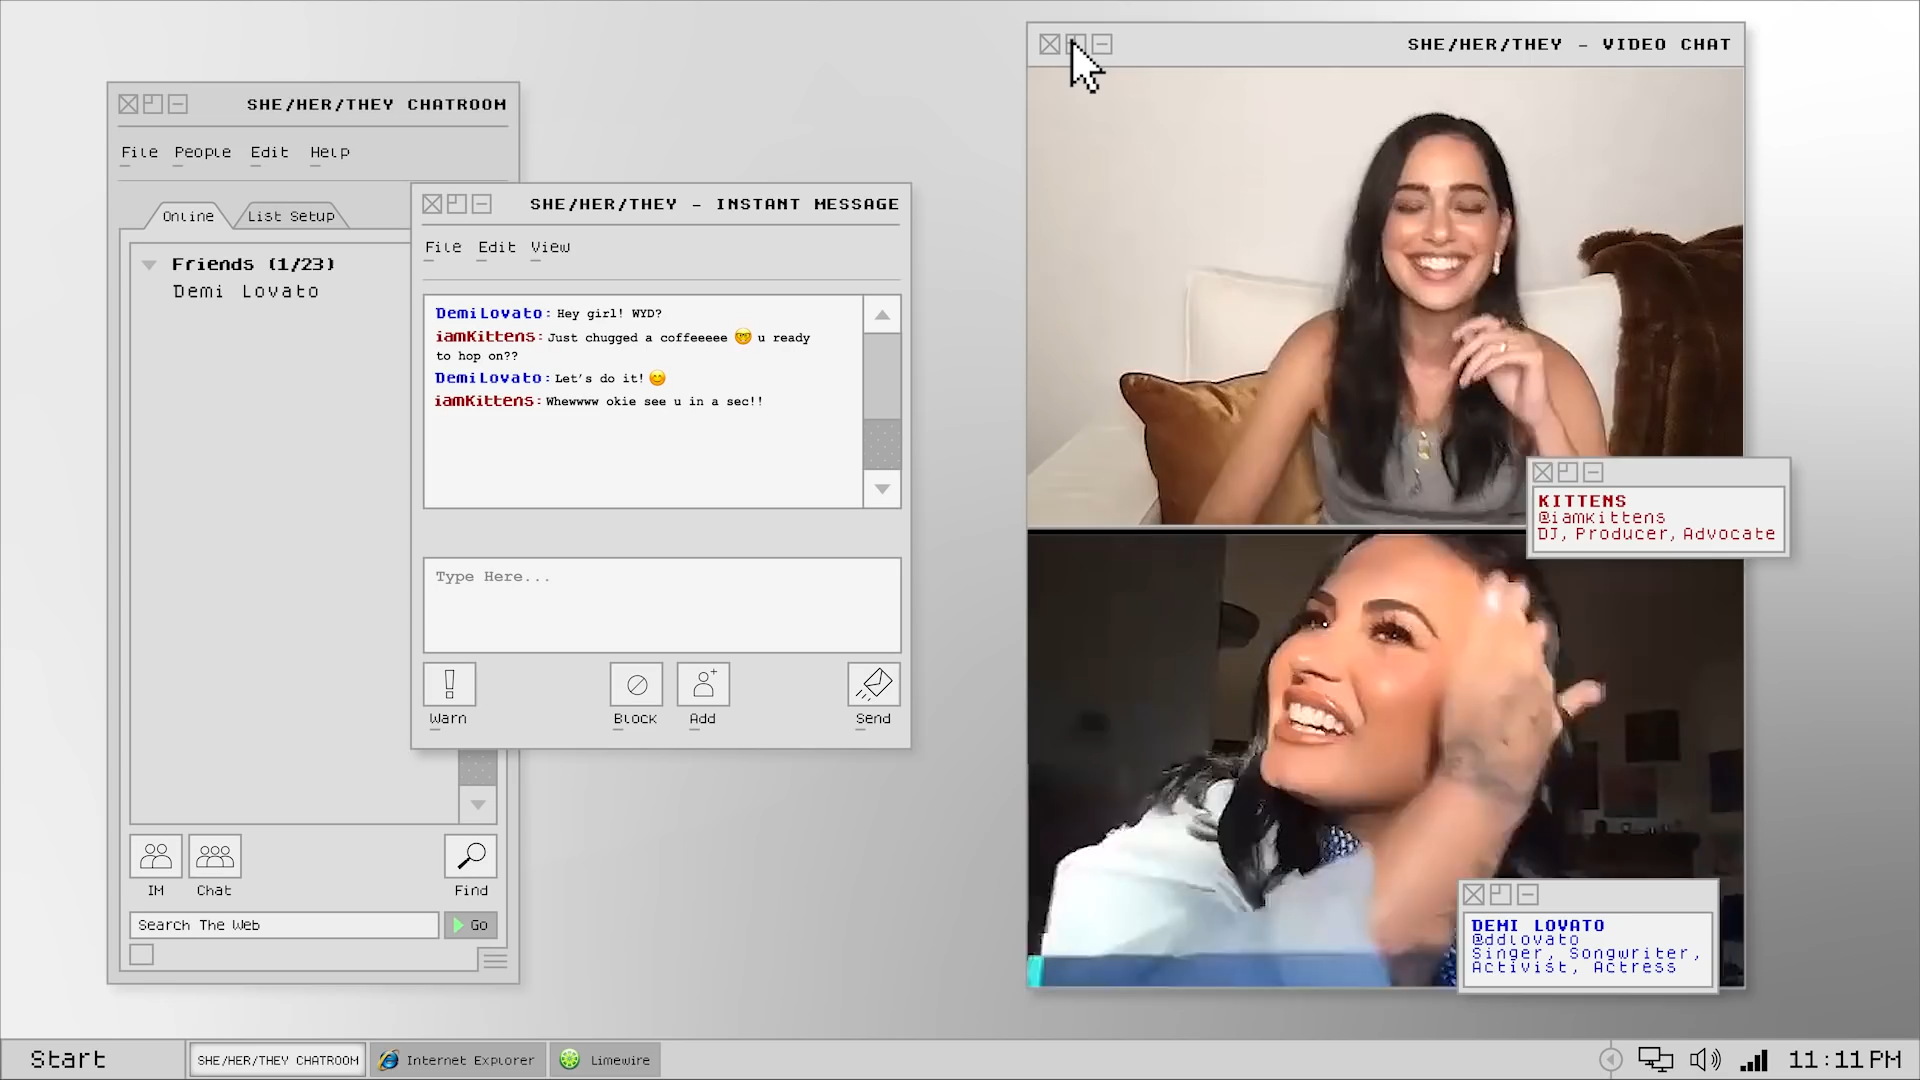 SHE/HER/THEY CHATROOM
File People Edit Help
Online List Setup
Friends (1/23)
Demi Lovato
IM Chat Find
Search The Web Go
SHE/HER/THEY - INSTANT MESSAGE
File Edit View
DemiLovato: Hey girl! WYD?
iamKittens: Just chugged a coffeeeee 🤓 u ready
to hop on??
DemiLovato: Let's do it! 😊
iamKittens: Whewwww okie see u in a sec!!
Type Here...
Warn Block Add Send
SHE/HER/THEY - VIDEO CHAT
KITTENS
@iamkittens
DJ, Producer, Advocate
DEMI LOVATO
@ddlovato
Singer, Songwriter,
Activist, Actress
Start SHE/HER/THEY CHATROOM Internet Explorer Limewire 11:11PM